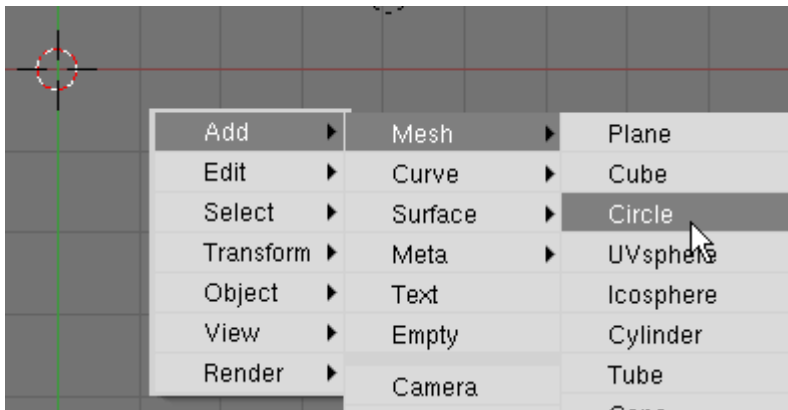 Add
Edit
Select
Transform
Object
View
Render
Mesh
Curve
Surface
Meta
Text
Empty
Camera
Plane
Cube
Circle
UVsphere
Icosphere
Cylinder
Tube